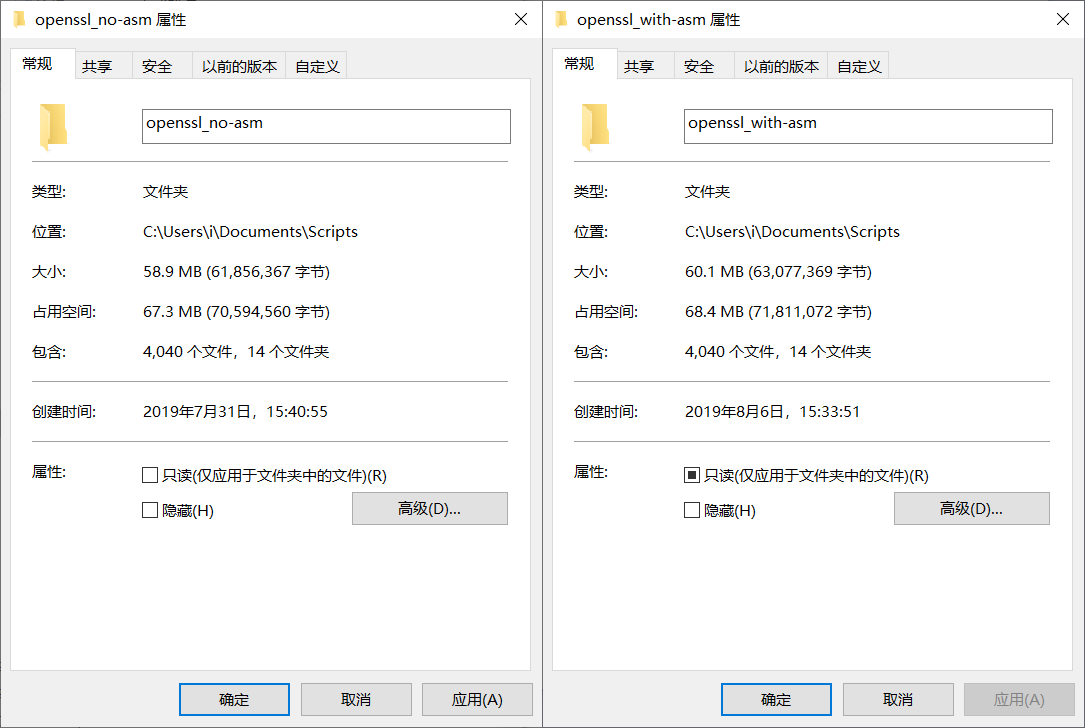 openssl_no-asm 属性
常规 共享 安全 以前的版本 自定义
openssl_no-asm
类型: 文件夹
位置: C:\Users\i\Documents\Scripts
大小: 58.9 MB (61,856,367 字节)
占用空间: 67.3 MB (70,594,560 字节)
包含: 4,040 个文件，14 个文件夹
创建时间: 2019年7月31日，15:40:55
属性: 只读(仅应用于文件夹中的文件)(R)
隐藏(H) 高级(D)...
确定 取消 应用(A)
openssl_with-asm 属性
常规 共享 安全 以前的版本 自定义
openssl_with-asm
类型: 文件夹
位置: C:\Users\i\Documents\Scripts
大小: 60.1 MB (63,077,369 字节)
占用空间: 68.4 MB (71,811,072 字节)
包含: 4,040 个文件，14 个文件夹
创建时间: 2019年8月6日，15:33:51
属性: 只读(仅应用于文件夹中的文件)(R)
隐藏(H) 高级(D)...
确定 取消 应用(A)